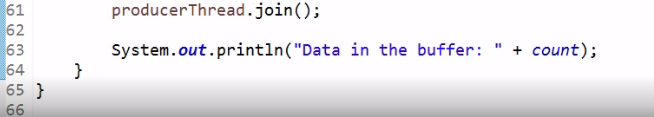 61 producerThread.join();
62
63 System.out.println("Data in the buffer: " + count);
64 }
65 }
66